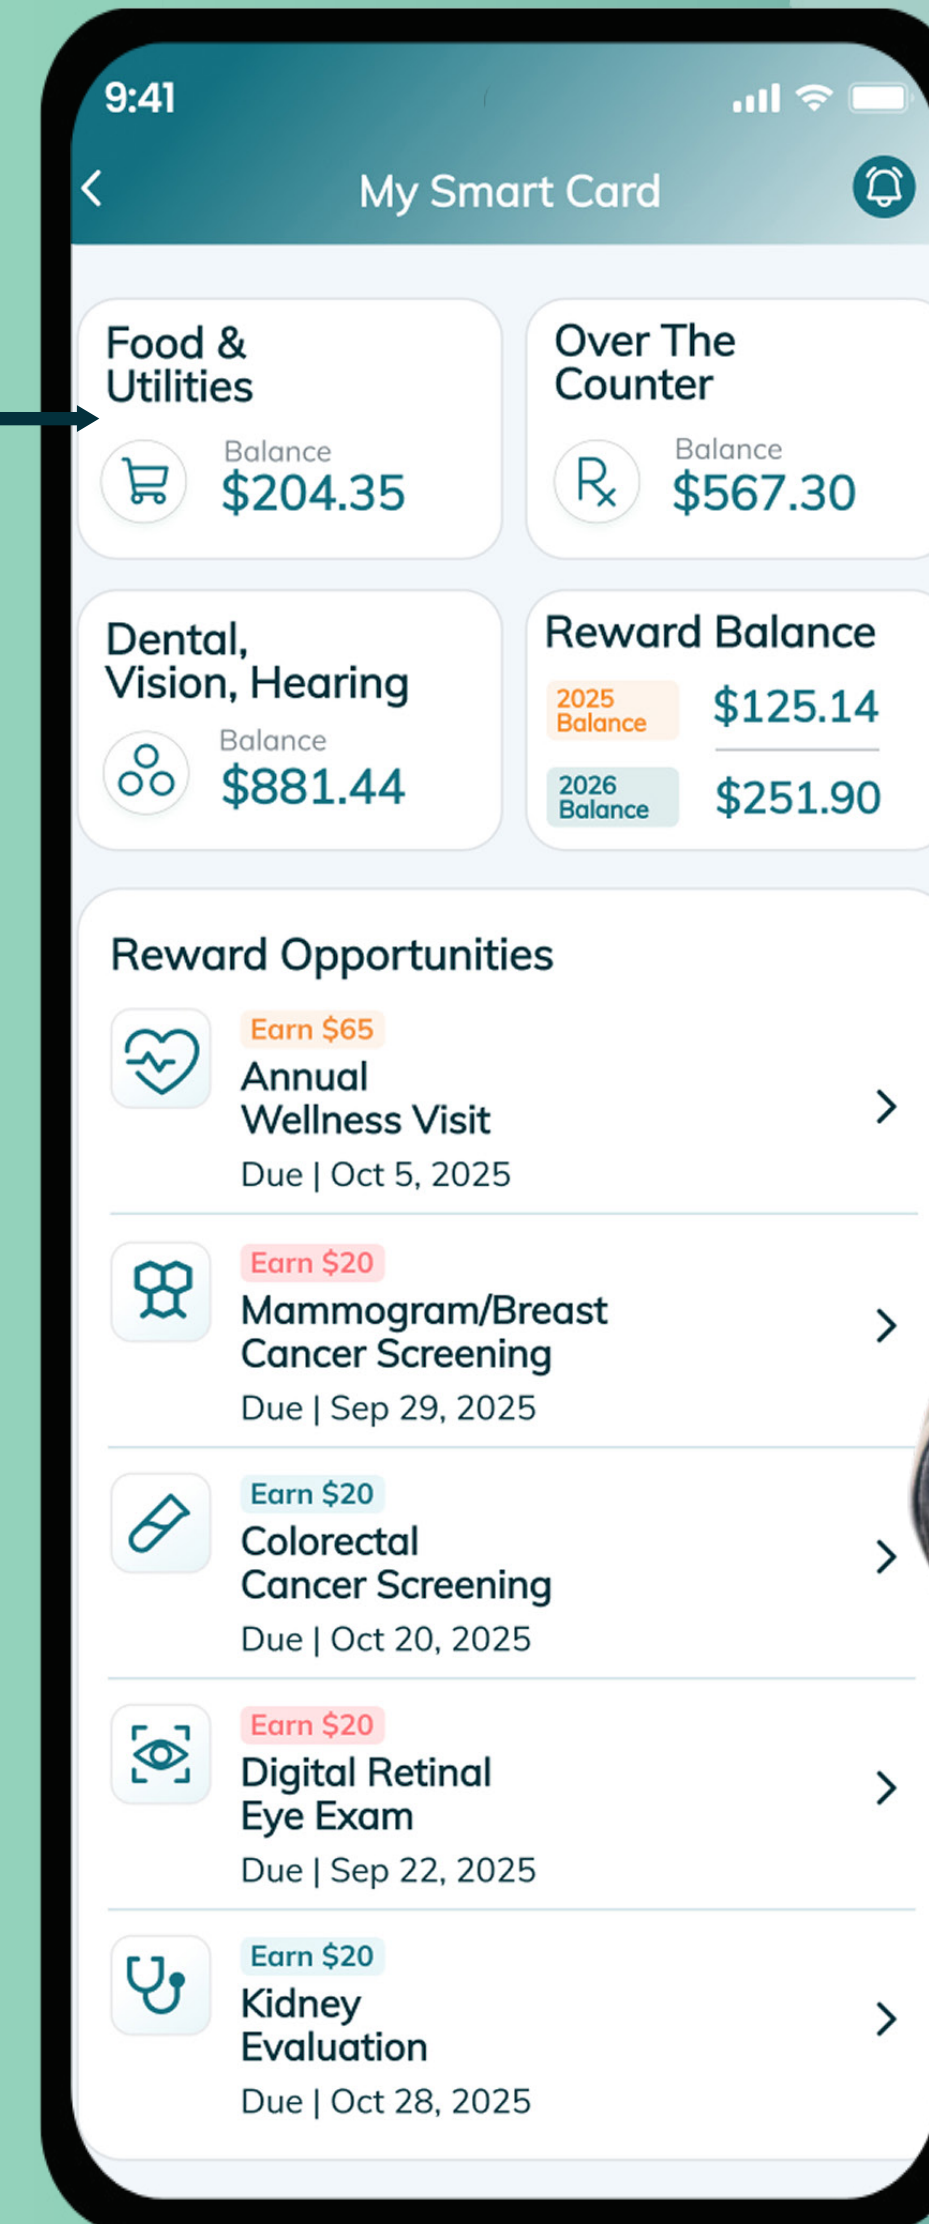 9:41
My Smart Card
Food &
Utilities
Balance
$204.35
Over The
Counter
Rx
Balance
$567.30
Dental,
Vision, Hearing
Balance
$881.44
Reward Balance
2025
Balance
$125.14
2026
Balance
$251.90
Reward Opportunities
Earn $65
Annual
Wellness Visit
Due | Oct 5, 2025
Earn $20
Mammogram/Breast
Cancer Screening
Due | Sep 29, 2025
Earn $20
Colorectal
Cancer Screening
Due | Oct 20, 2025
Earn $20
Digital Retinal
Eye Exam
Due | Sep 22, 2025
Earn $20
Kidney
Evaluation
Due | Oct 28, 2025